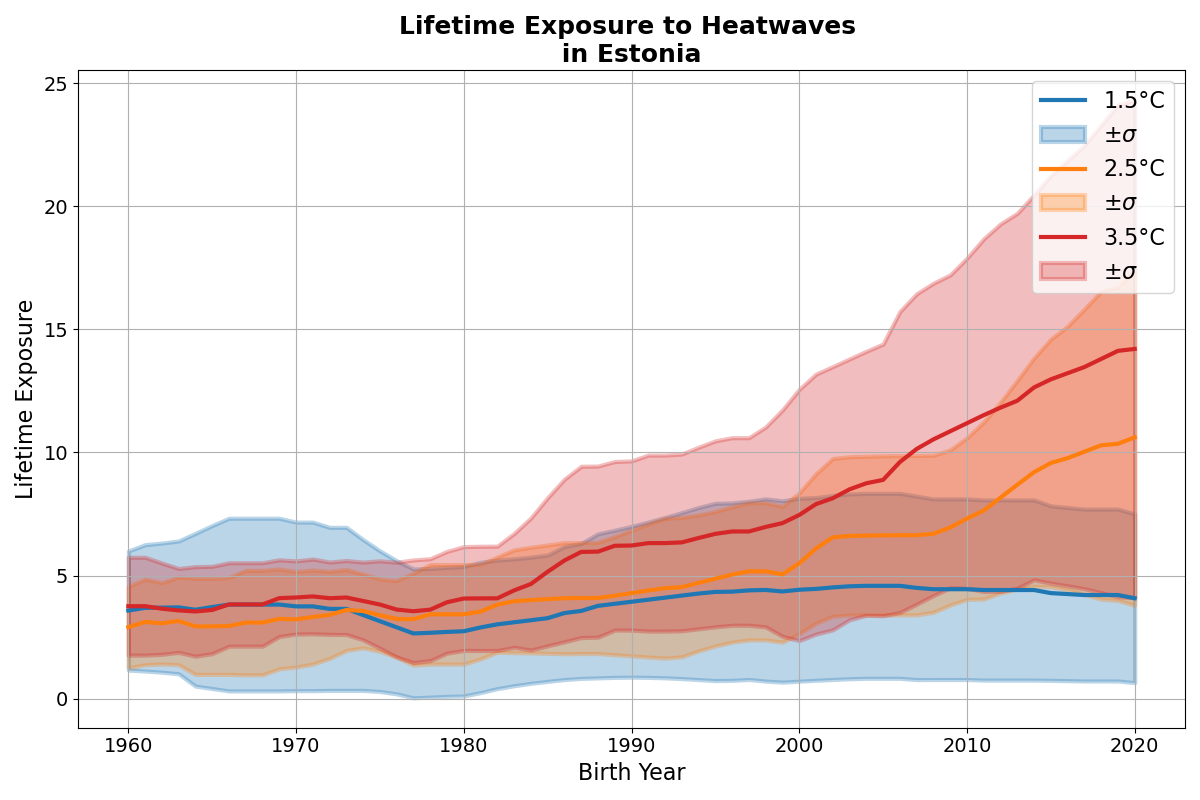 Lifetime Exposure to Heatwaves
in Estonia
25
20
15
10
5
0
Lifetime Exposure
1.5°C
±σ
2.5°C
±σ
3.5°C
±σ
1960 1970 1980 1990 2000 2010 2020
Birth Year